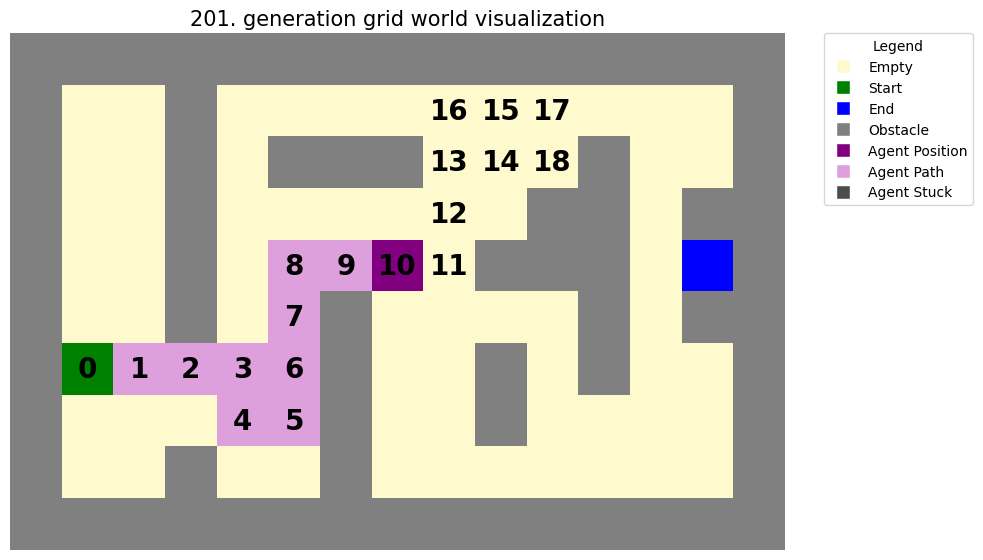 201. generation grid world visualization
16 15 17
13 14 18
12
8 9 10 11
7
0 1 2 3 6
4 5
Legend
Empty
Start
End
Obstacle
Agent Position
Agent Path
Agent Stuck